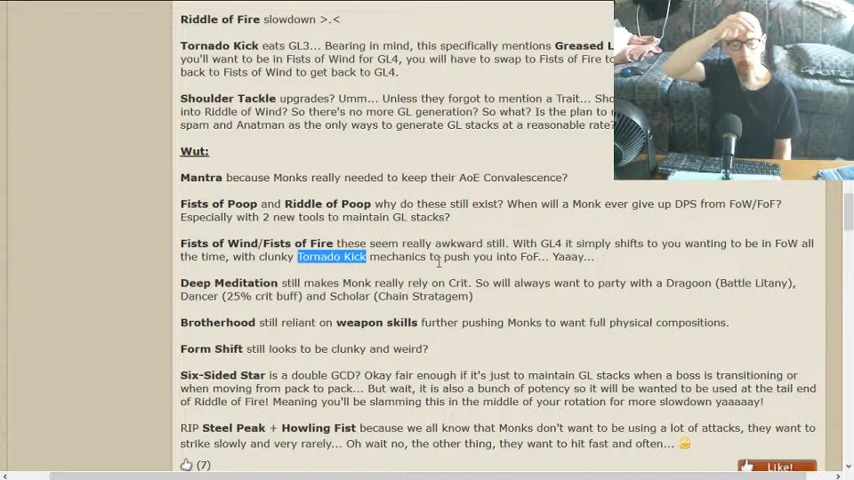 Riddle of Fire slowdown >.<
Tornado Kick eats GL3... Bearing in mind, this specifically mentions Greased L
you'll want to be in Fists of Wind for GL4, you will have to swap to Fists of Fire to
back to Fists of Wind to get back to GL4.
Shoulder Tackle upgrades? Umm... Unless they forgot to mention a Trait... Sho
into Riddle of Wind? So there's no more GL generation? So what? Is the plan to
spam and Anatman as the only ways to generate GL stacks at a reasonable rate?
Wut:
Mantra because Monks really needed to keep their AoE Convalescence?
Fists of Poop and Riddle of Poop why do these still exist? When will a Monk ever give up DPS from FoW/FoF?
Especially with 2 new tools to maintain GL stacks?
Fists of Wind/Fists of Fire these seem really awkward still. With GL4 it simply shifts to you wanting to be in FoW all
the time, with clunky Tornado Kick mechanics to push you into FoF... Yaaay...
Deep Meditation still makes Monk really rely on Crit. So will always want to party with a Dragoon (Battle Litany),
Dancer (25% crit buff) and Scholar (Chain Stratagem)
Brotherhood still reliant on weapon skills further pushing Monks to want full physical compositions.
Form Shift still looks to be clunky and weird?
Six-Sided Star is a double GCD? Okay fair enough if it's just to maintain GL stacks when a boss is transitioning or
when moving from pack to pack... But wait, it is also a bunch of potency so it will be wanted to be used at the tail end
of Riddle of Fire! Meaning you'll be slamming this in the middle of your rotation for more slowdown yaaaaay!
RIP Steel Peak + Howling Fist because we all know that Monks don't want to be using a lot of attacks, they want to
strike slowly and very rarely... Oh wait no, the other thing, they want to hit fast and often...
(7)
Like!